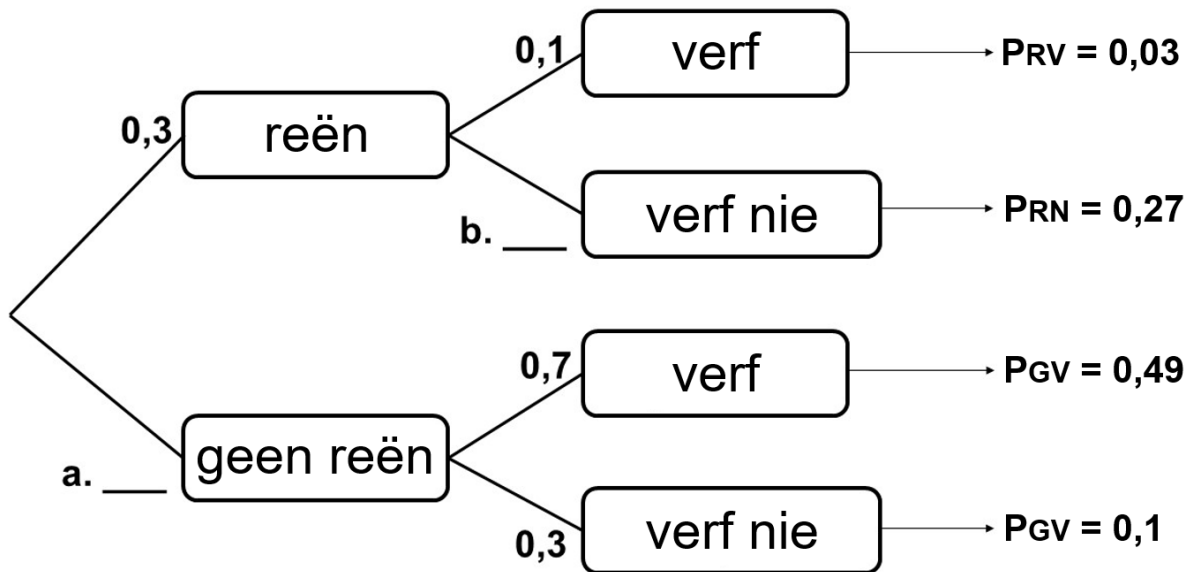 0,1
verf
PRV = 0,03
0,3
reën
verf nie
PRN = 0,27
b. ___
0,7
verf
PGV = 0,49
geen reën
a. ___
0,3
verf nie
PGV = 0,1